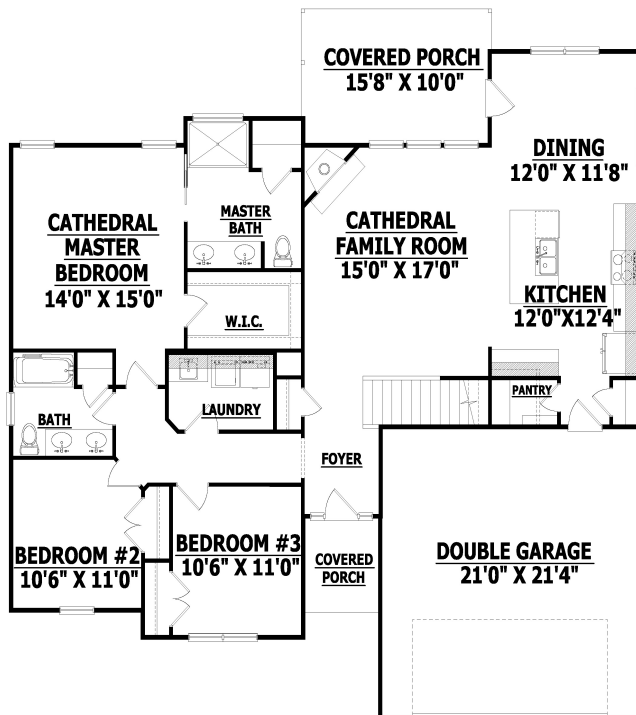 COVERED PORCH
15'8" X 10'0"
DINING
12'0" X 11'8"
MASTER
BATH
CATHEDRAL
MASTER
BEDROOM
14'0" X 15'0"
CATHEDRAL
FAMILY ROOM
15'0" X 17'0"
KITCHEN
12'0"X12'4"
W.I.C.
PANTRY
LAUNDRY
BATH
FOYER
BEDROOM #2
10'6" X 11'0"
BEDROOM #3
10'6" X 11'0"
COVERED
PORCH
DOUBLE GARAGE
21'0" X 21'4"